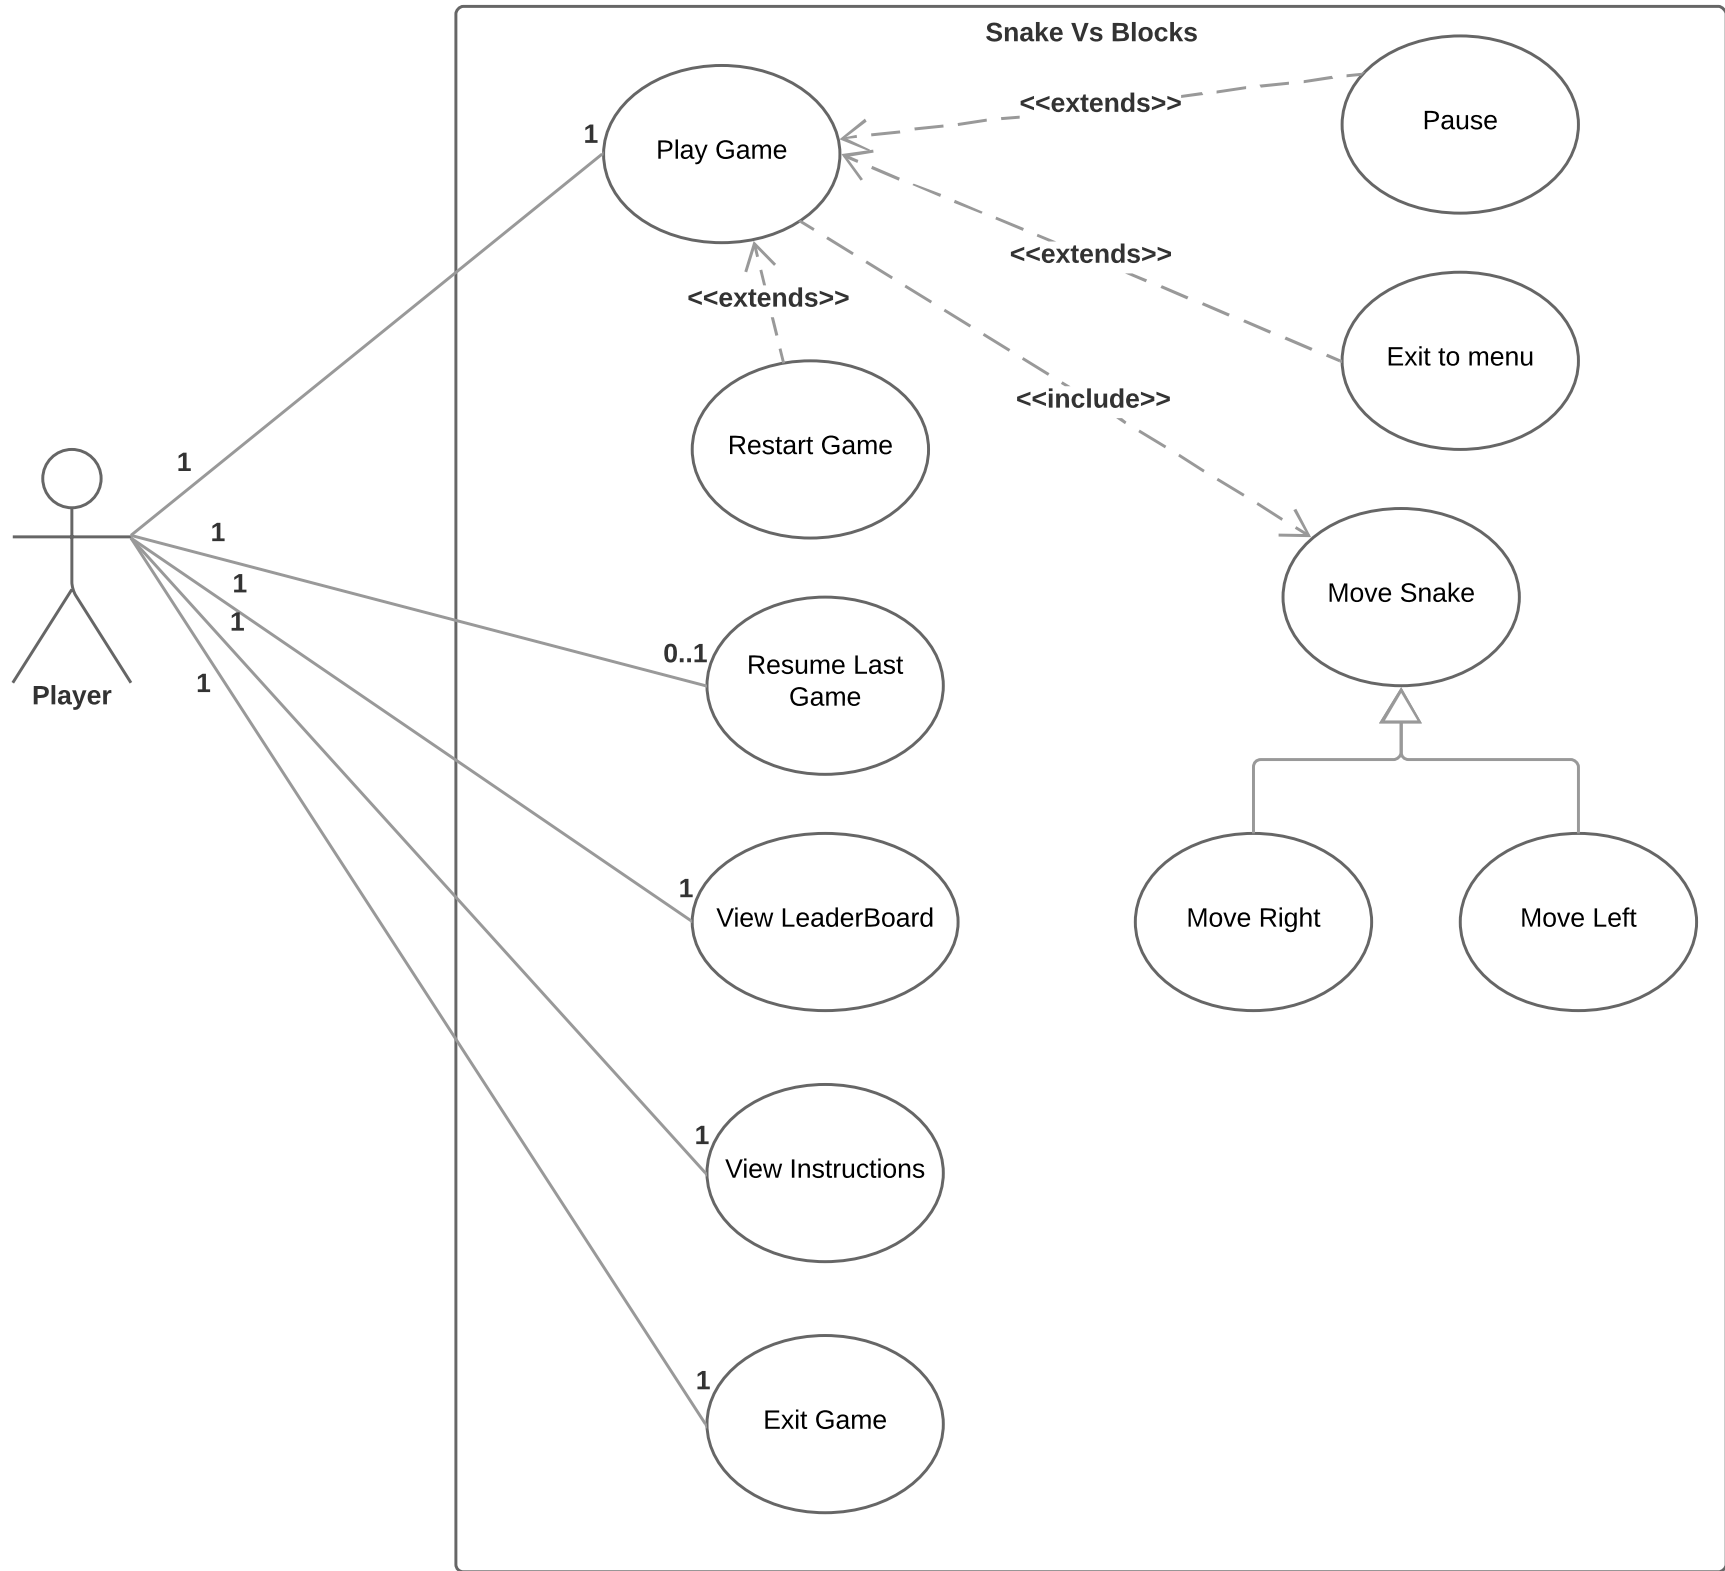 Snake Vs Blocks
1
Play Game
<<extends>>
Pause
<<extends>>
<<extends>>
Exit to menu
<<include>>
Restart Game
1
1
1
1
1
Player
0..1
Resume Last
Game
Move Snake
1
View LeaderBoard
Move Right
Move Left
1
View Instructions
1
Exit Game